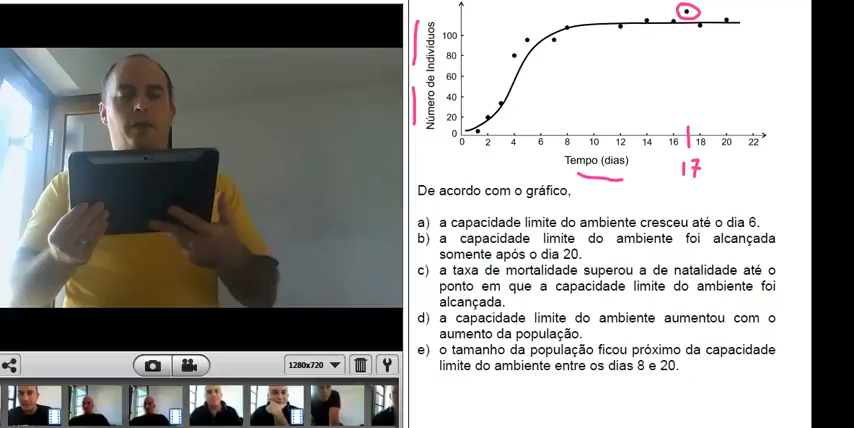 Número de Indivíduos
100
80
60
40
20
0
0 2 4 6 8 10 12 14 16 18 20 22
Tempo (dias)
17
De acordo com o gráfico,
a) a capacidade limite do ambiente cresceu até o dia 6.
b) a capacidade limite do ambiente foi alcançada
somente após o dia 20.
c) a taxa de mortalidade superou a de natalidade até o
ponto em que a capacidade limite do ambiente foi
alcançada.
d) a capacidade limite do ambiente aumentou com o
aumento da população.
e) o tamanho da população ficou próximo da capacidade
limite do ambiente entre os dias 8 e 20.
1280x720